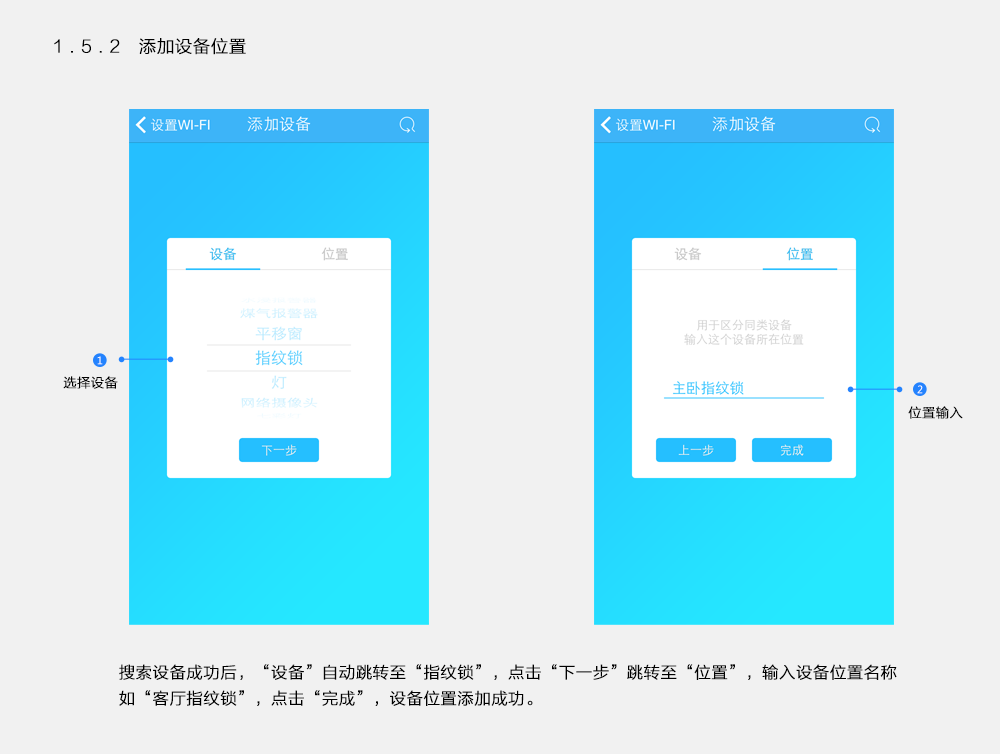 1.5.2 添加设备位置
设置WI-FI 添加设备
设备 位置
煤气报警器
平移窗
指纹锁
灯
网络摄像头
下一步
1
选择设备
设置WI-FI 添加设备
设备 位置
用于区分同类设备
输入这个设备所在位置
主卧指纹锁
上一步 完成
2
位置输入
搜索设备成功后，“设备”自动跳转至“指纹锁”，点击“下一步”跳转至“位置”，输入设备位置名称
如“客厅指纹锁”，点击“完成”，设备位置添加成功。